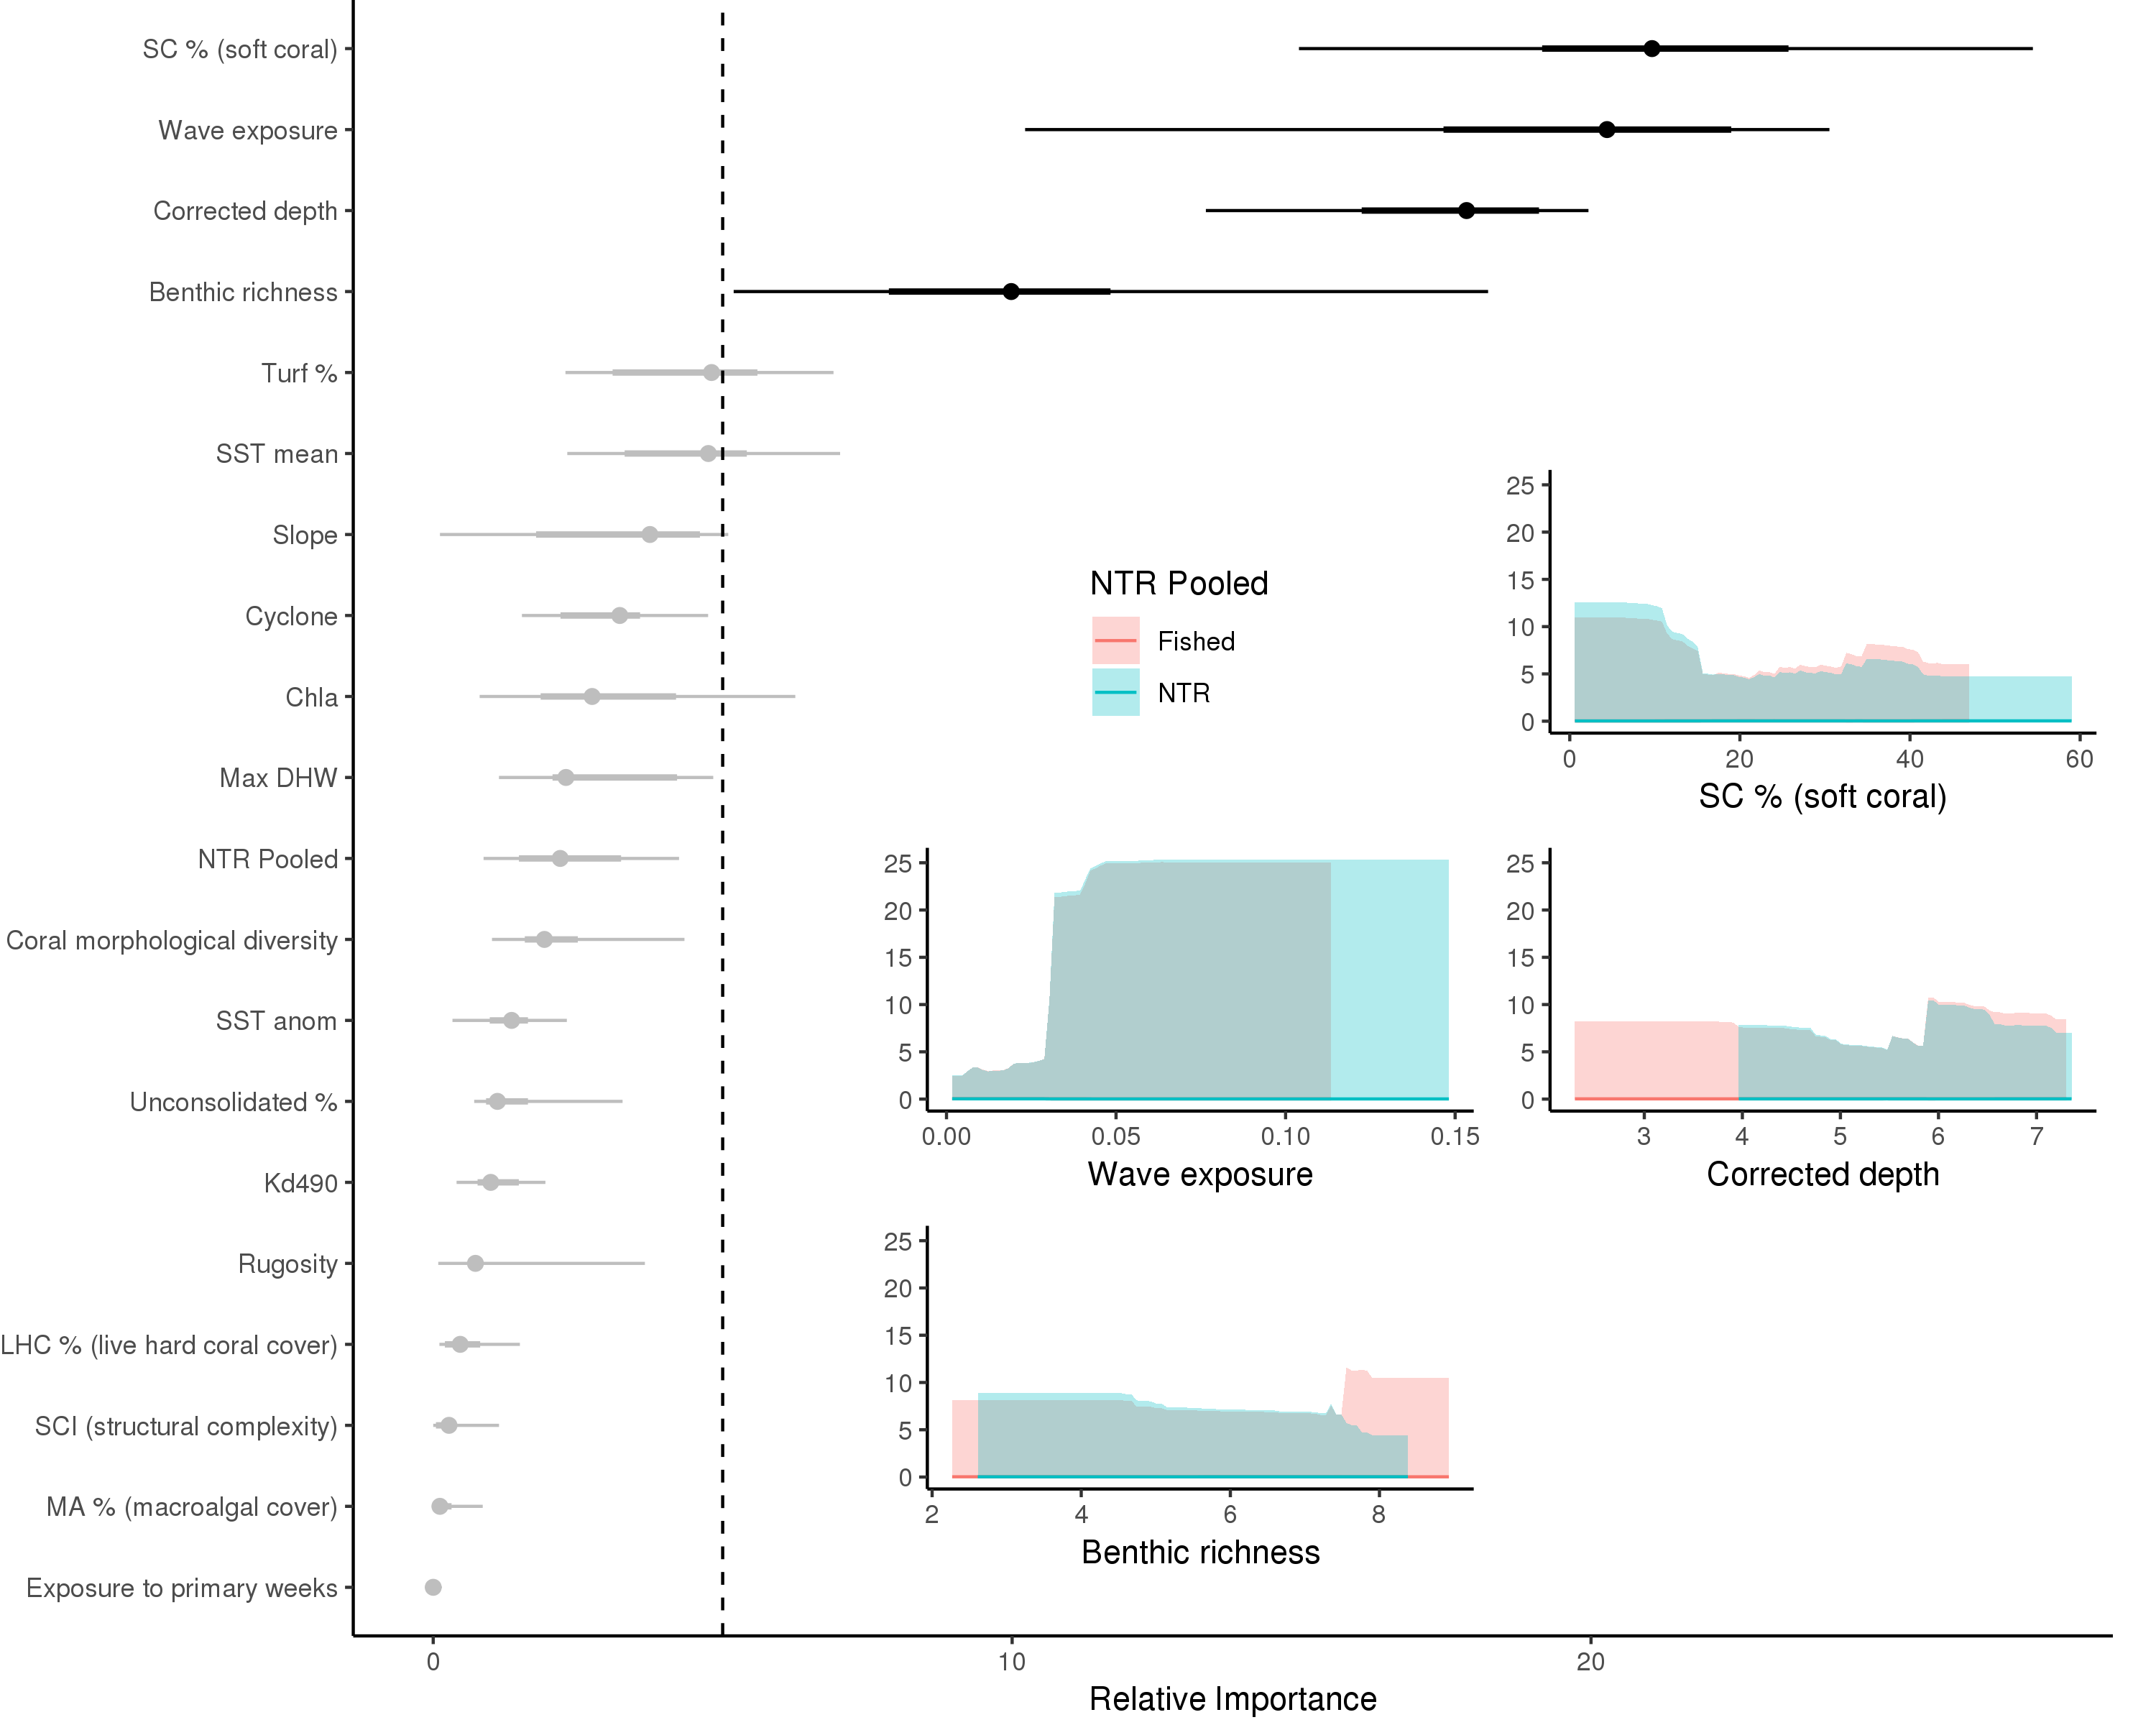 SC % (soft coral)
Wave exposure
Corrected depth
Benthic richness
Turf %
SST mean
Slope
Cyclone
Chla
Max DHW
NTR Pooled
Coral morphological diversity
SST anom
Unconsolidated %
Kd490
Rugosity
LHC % (live hard coral cover)
SCI (structural complexity)
MA % (macroalgal cover)
Exposure to primary weeks
0 10 20
Relative Importance
NTR Pooled
Fished
NTR
25
20
15
10
5
0
0 20 40 60
SC % (soft coral)
25
20
15
10
5
0
0.00 0.05 0.10 0.15
Wave exposure
25
20
15
10
5
0
3 4 5 6 7
Corrected depth
25
20
15
10
5
0
2 4 6 8
Benthic richness